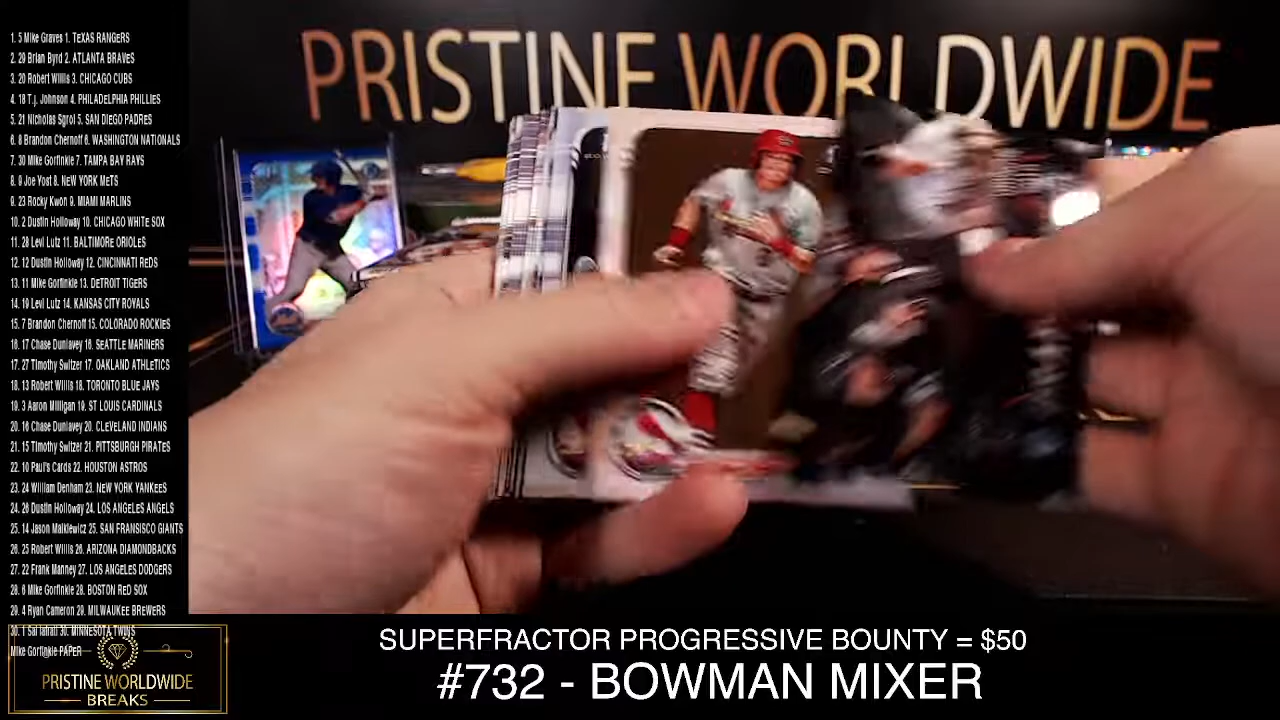 PRISTINE WORLDWIDE
1. 5 Mike Graves 1. TEXAS RANGERS
2. 29 Brian Byrd 2. ATLANTA BRAVES
3. 20 Robert Willis 3. CHICAGO CUBS
4. 18 T.j. Johnson 4. PHILADELPHIA PHILLIES
5. 21 Nicholas Sgroi 5. SAN DIEGO PADRES
6. 8 Brandon Chernoff 6. WASHINGTON NATIONALS
7. 30 Mike Gorfinkle 7. TAMPA BAY RAYS
8. 9 Joe Yost 8. NEW YORK METS
9. 23 Rocky Kwon 9. MIAMI MARLINS
10. 2 Dustin Holloway 10. CHICAGO WHITE SOX
11. 28 Levi Lutz 11. BALTIMORE ORIOLES
12. 12 Dustin Holloway 12. CINCINNATI REDS
13. 11 Mike Gorfinkle 13. DETROIT TIGERS
14. 19 Levi Lutz 14. KANSAS CITY ROYALS
15. 7 Brandon Chernoff 15. COLORADO ROCKIES
16. 17 Chase Dunlavey 16. SEATTLE MARINERS
17. 27 Timothy Switzer 17. OAKLAND ATHLETICS
18. 13 Robert Willis 18. TORONTO BLUE JAYS
19. 3 Aaron Milligan 19. ST LOUIS CARDINALS
20. 16 Chase Dunlavey 20. CLEVELAND INDIANS
21. 15 Timothy Switzer 21. PITTSBURGH PIRATES
22. 10 Paul's Cards 22. HOUSTON ASTROS
23. 24 William Denham 23. NEW YORK YANKEES
24. 26 Dustin Holloway 24. LOS ANGELES ANGELS
25. 14 Jason Malkiewicz 25. SAN FRANSISCO GIANTS
26. 25 Robert Willis 26. ARIZONA DIAMONDBACKS
27. 22 Frank Manney 27. LOS ANGELES DODGERS
28. 6 Mike Gorfinkle 28. BOSTON RED SOX
29. 4 Ryan Cameron 29. MILWAUKEE BREWERS
30. 1 Sal 30. MINNESOTA TWINS
Mike Gorfinkle PAPER
PRISTINE WORLDWIDE
BREAKS
SUPERFRACTOR PROGRESSIVE BOUNTY = $50
#732 - BOWMAN MIXER